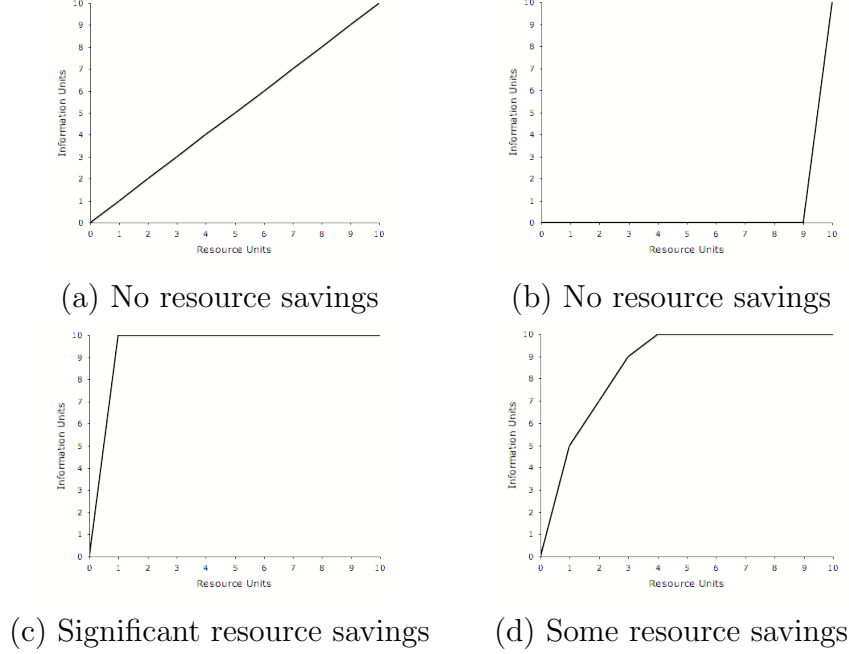 10
9
8
7
6
5
4
3
2
1
0
Information Units
0 1 2 3 4 5 6 7 8 9 10
Resource Units
(a) No resource savings
10
9
8
7
6
5
4
3
2
1
0
Information Units
0 1 2 3 4 5 6 7 8 9 10
Resource Units
(b) No resource savings
10
9
8
7
6
5
4
3
2
1
0
Information Units
0 1 2 3 4 5 6 7 8 9 10
Resource Units
(c) Significant resource savings
10
9
8
7
6
5
4
3
2
1
0
Information Units
0 1 2 3 4 5 6 7 8 9 10
Resource Units
(d) Some resource savings